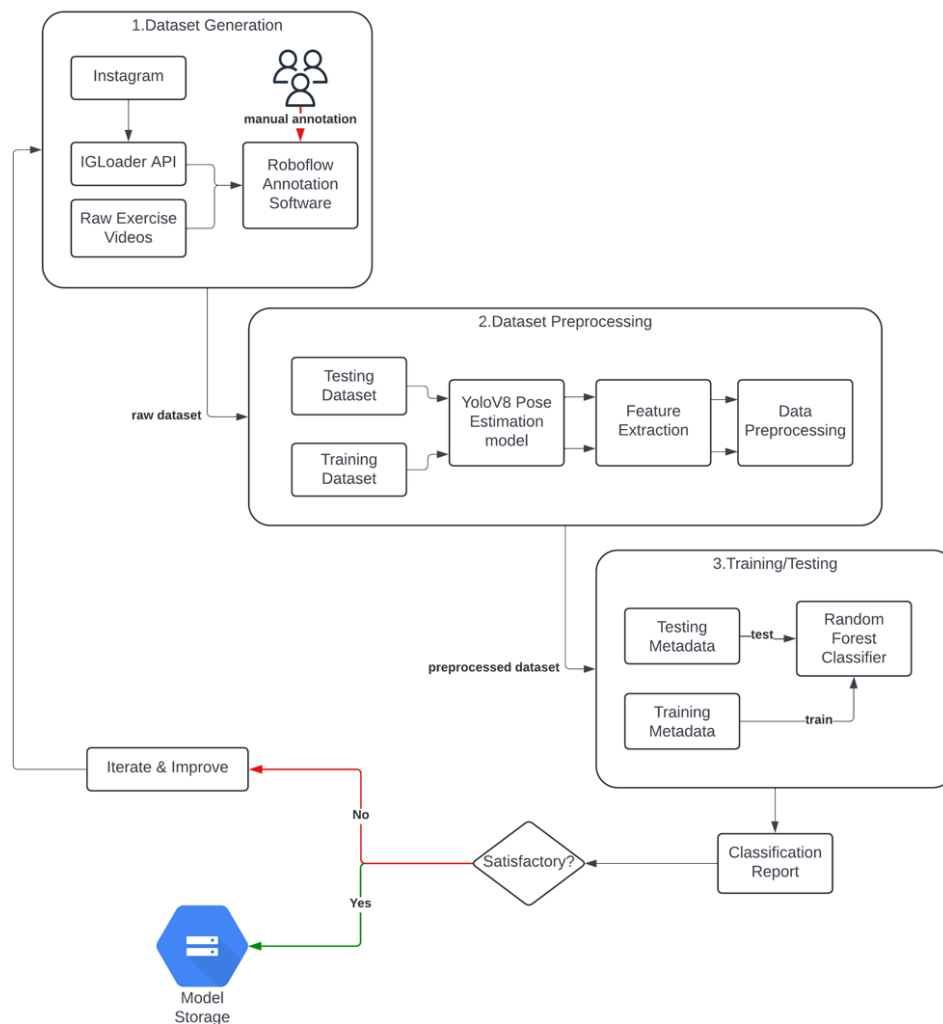 1.Dataset Generation
Instagram
manual annotation
IGLoader API
Roboflow
Annotation
Software
Raw Exercise
Videos
raw dataset
2.Dataset Preprocessing
Testing
Dataset
Training
Dataset
YoloV8 Pose
Estimation
model
Feature
Extraction
Data
Preprocessing
preprocessed dataset
3.Training/Testing
Testing
Metadata
test
Random
Forest
Classifier
Training
Metadata
train
Classification
Report
Satisfactory?
No
Iterate & Improve
Yes
Model
Storage